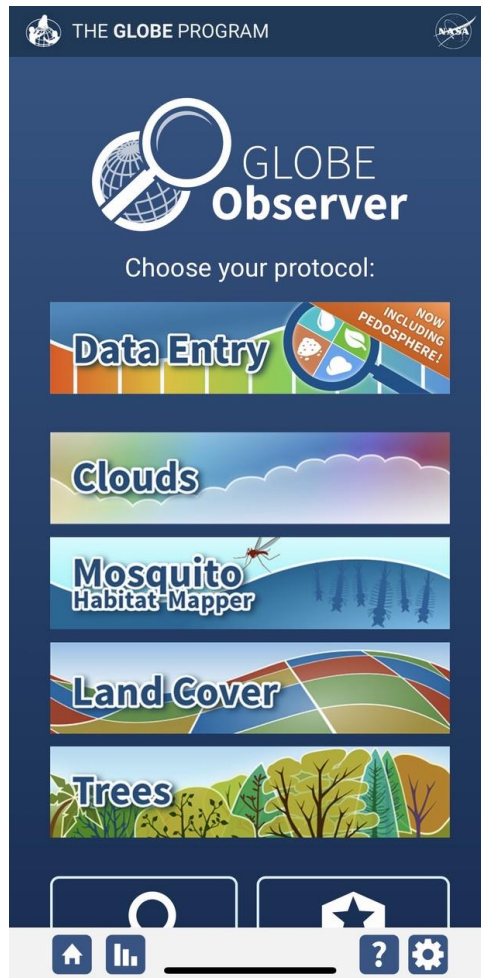 THE GLOBE PROGRAM
NASA
GLOBE
Observer
Choose your protocol:
Data Entry
NOW
INCLUDING
PEDOSPHERE!
Clouds
Mosquito
Habitat Mapper
Land Cover
Trees
?